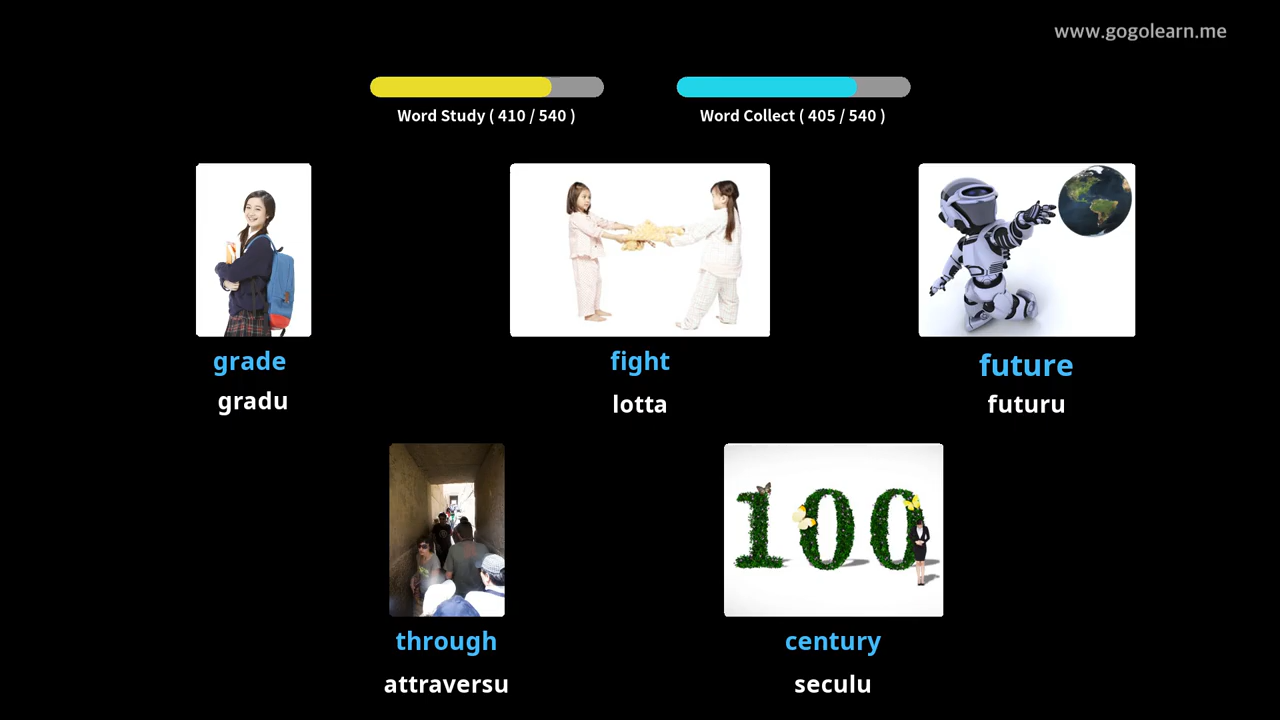 www.gogolearn.me
Word Study ( 410 / 540 )
Word Collect ( 405 / 540 )
grade
gradu
fight
lotta
future
futuru
100
through
attraversu
century
seculu